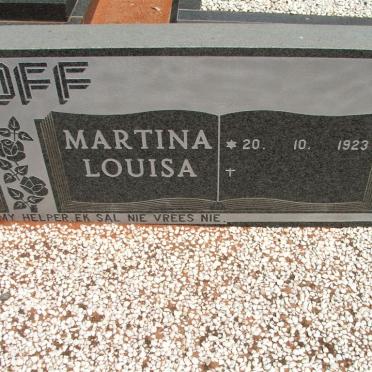 OFF
MARTINA
LOUISA
* 20. 10. 1923
†
MY HELPER EK SAL NIE VREES NIE.